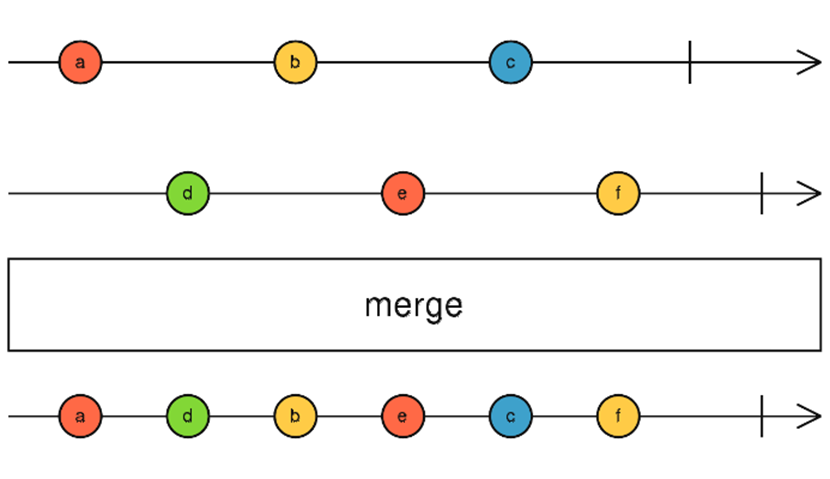 a b c
d e f
merge
a d b e c f